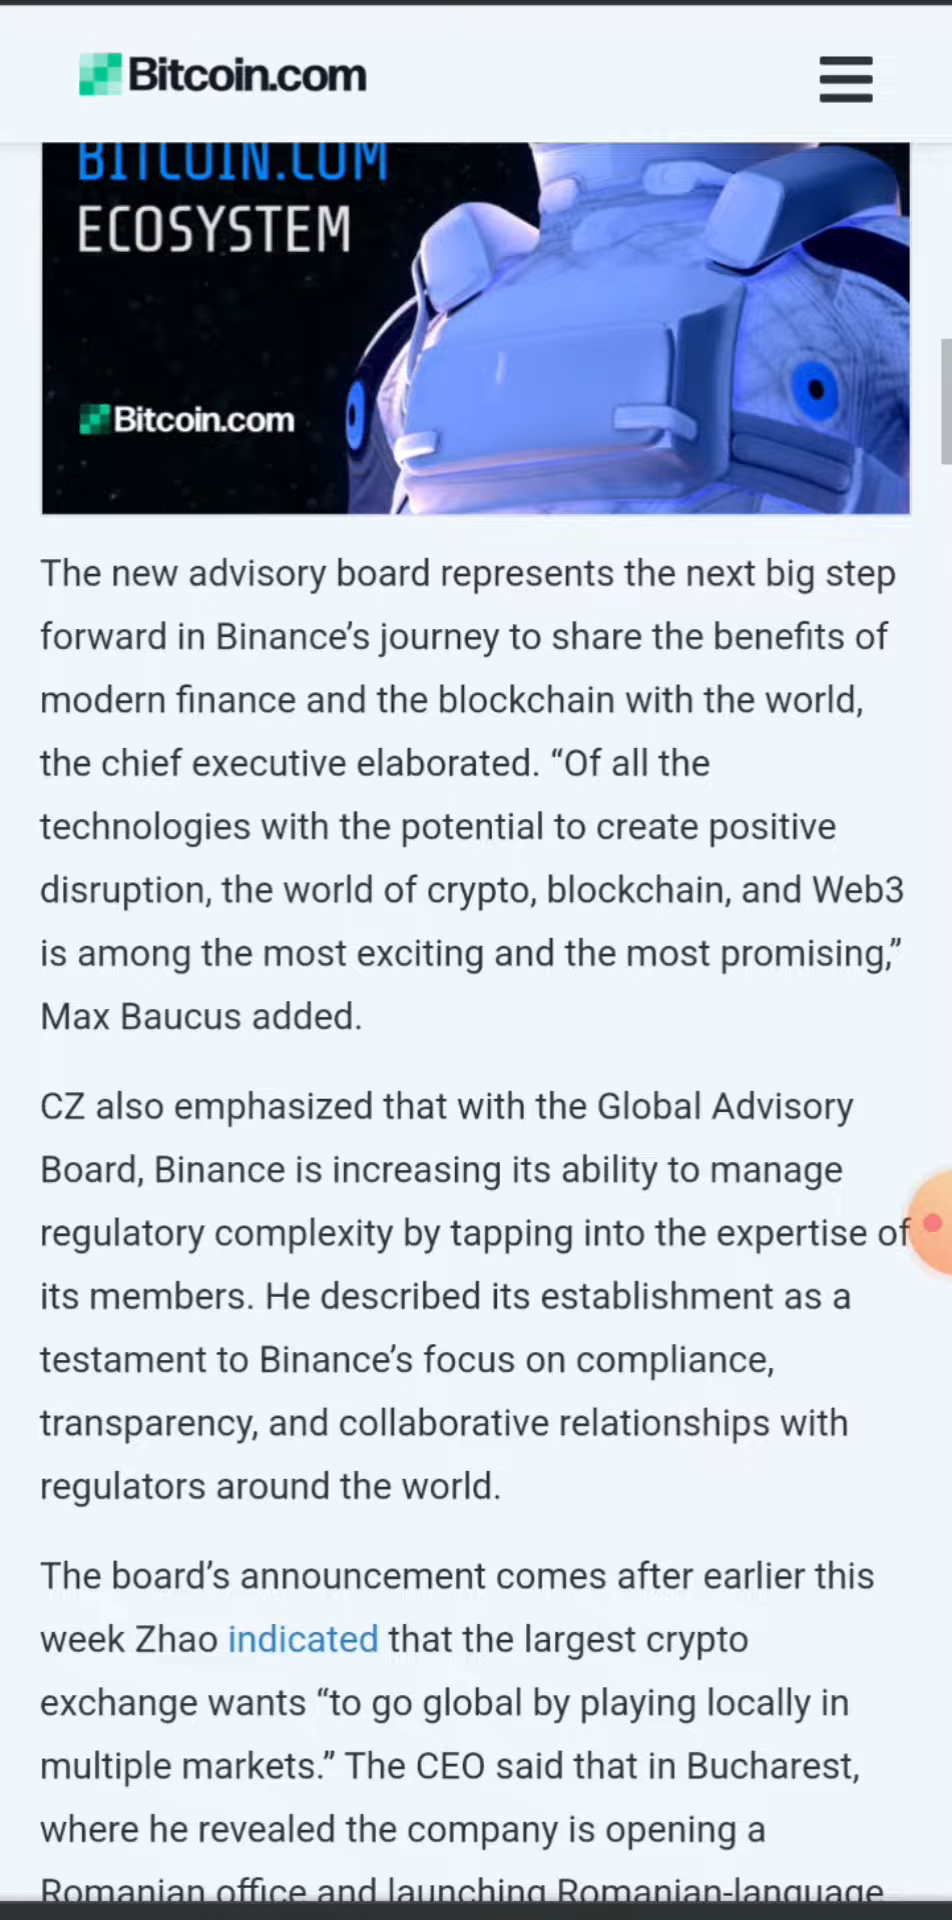 Bitcoin.com
BITCOIN.COM
ECOSYSTEM
Bitcoin.com
The new advisory board represents the next big step
forward in Binance’s journey to share the benefits of
modern finance and the blockchain with the world,
the chief executive elaborated. “Of all the
technologies with the potential to create positive
disruption, the world of crypto, blockchain, and Web3
is among the most exciting and the most promising,”
Max Baucus added.
CZ also emphasized that with the Global Advisory
Board, Binance is increasing its ability to manage
regulatory complexity by tapping into the expertise of
its members. He described its establishment as a
testament to Binance’s focus on compliance,
transparency, and collaborative relationships with
regulators around the world.
The board’s announcement comes after earlier this
week Zhao indicated that the largest crypto
exchange wants “to go global by playing locally in
multiple markets.” The CEO said that in Bucharest,
where he revealed the company is opening a
Romanian office and launching Romanian-language